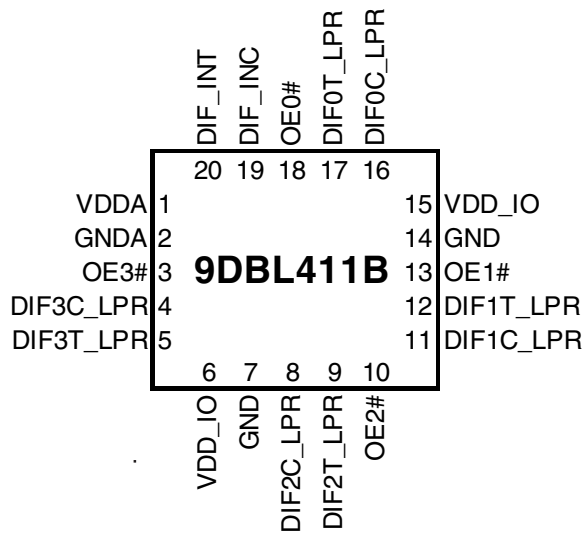 DIF_INT
DIF_INC
OE0#
DIF0T_LPR
DIF0C_LPR
20 19 18 17 16
VDDA 1
15 VDD_IO
GNDA 2
14 GND
OE3# 3
9DBL411B
13 OE1#
DIF3C_LPR 4
12 DIF1T_LPR
DIF3T_LPR 5
11 DIF1C_LPR
6 7 8 9 10
VDD_IO
GND
DIF2C_LPR
DIF2T_LPR
OE2#